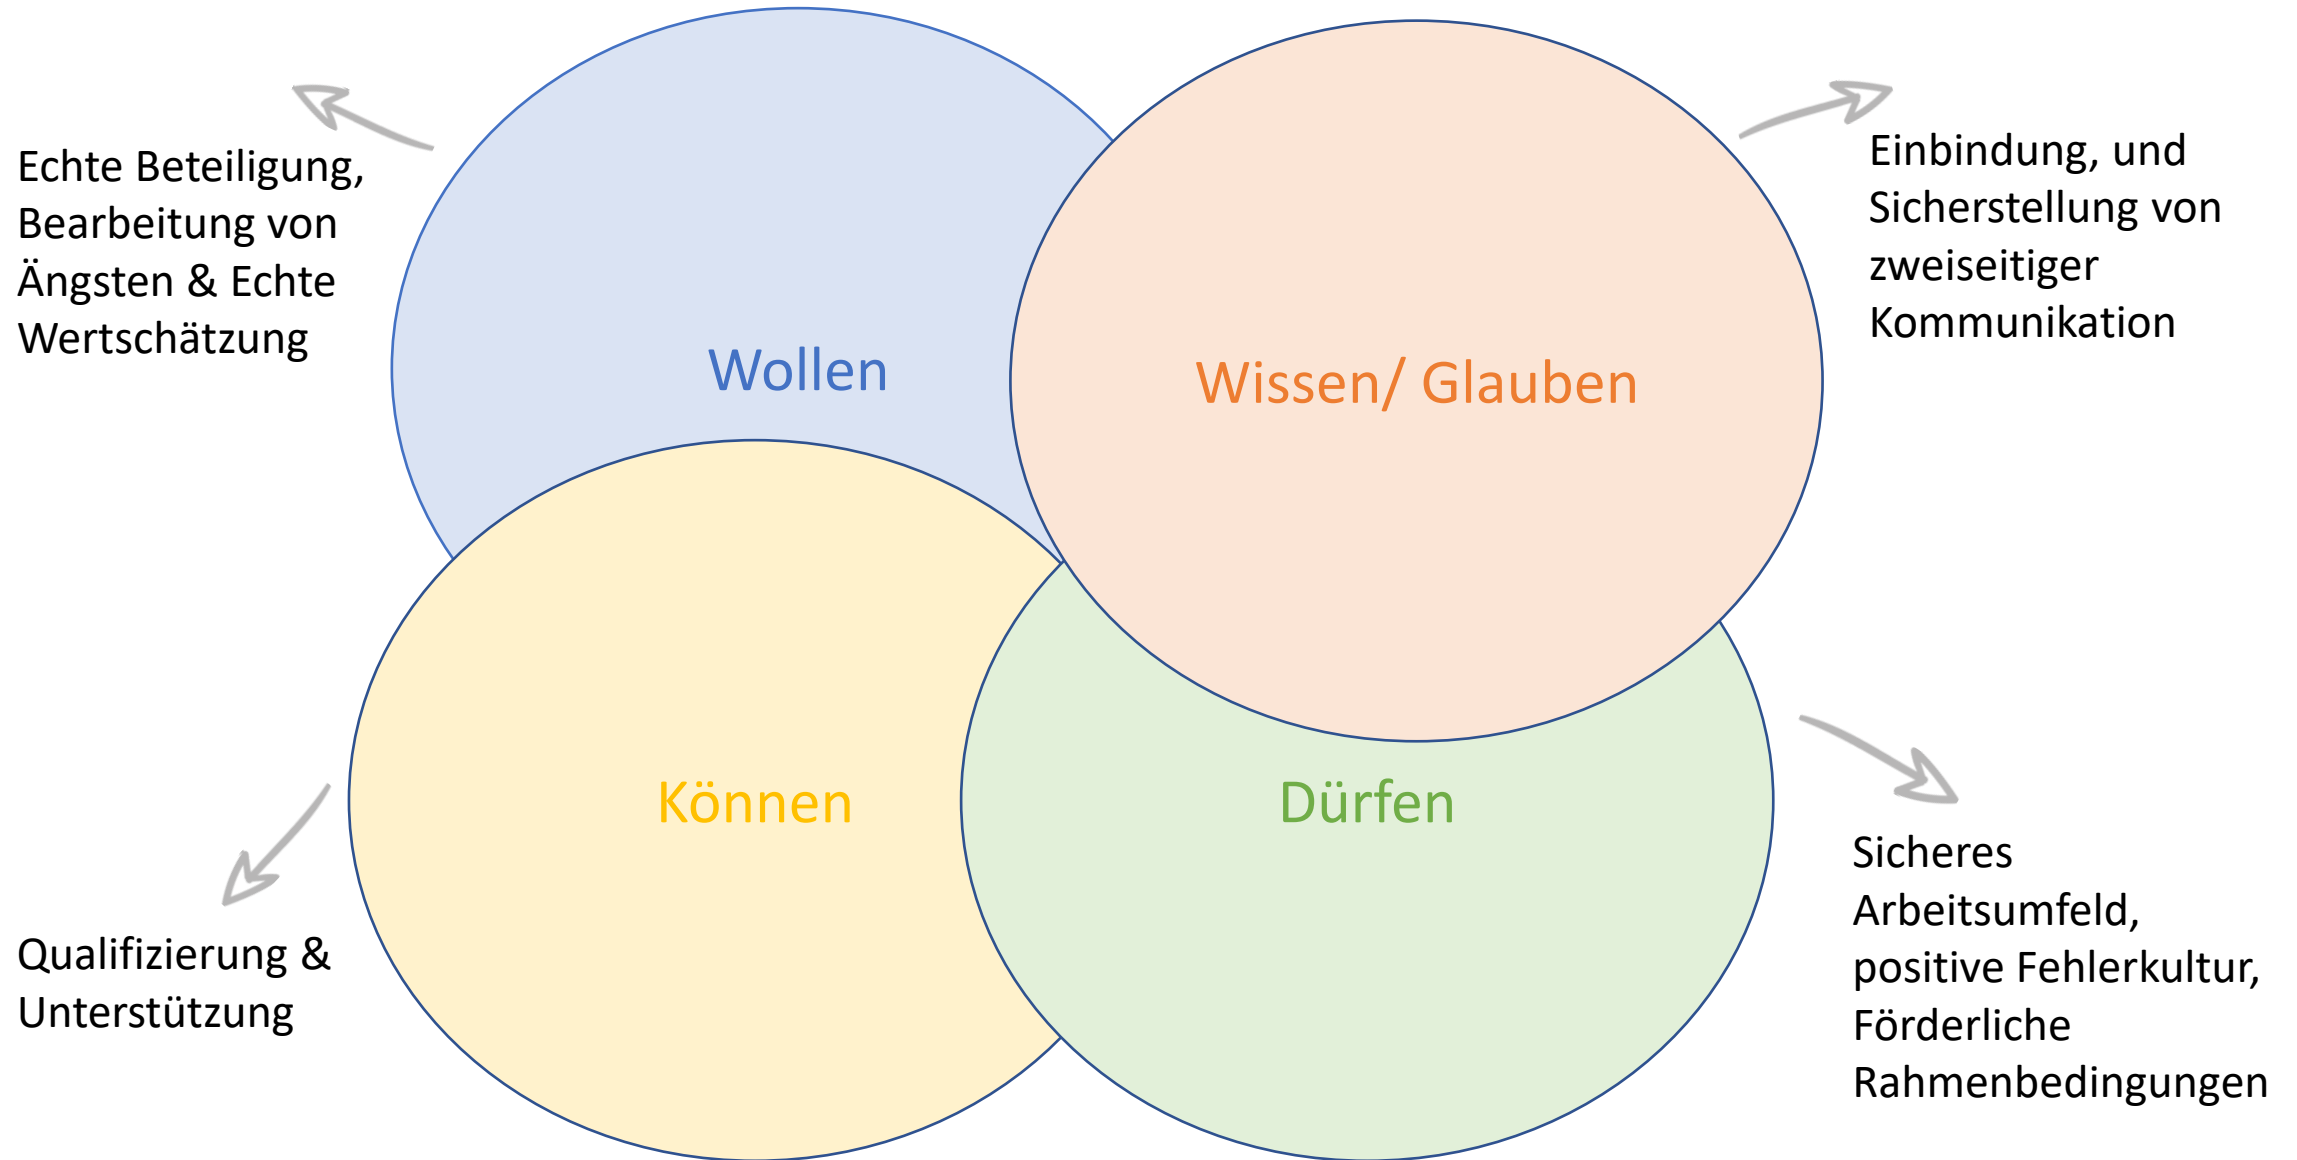 Echte Beteiligung,
Bearbeitung von
Ängsten & Echte
Wertschätzung
Wollen
Wissen/ Glauben
Einbindung, und
Sicherstellung von
zweiseitiger
Kommunikation
Können
Dürfen
Qualifizierung &
Unterstützung
Sicheres
Arbeitsumfeld,
positive Fehlerkultur,
Förderliche
Rahmenbedingungen